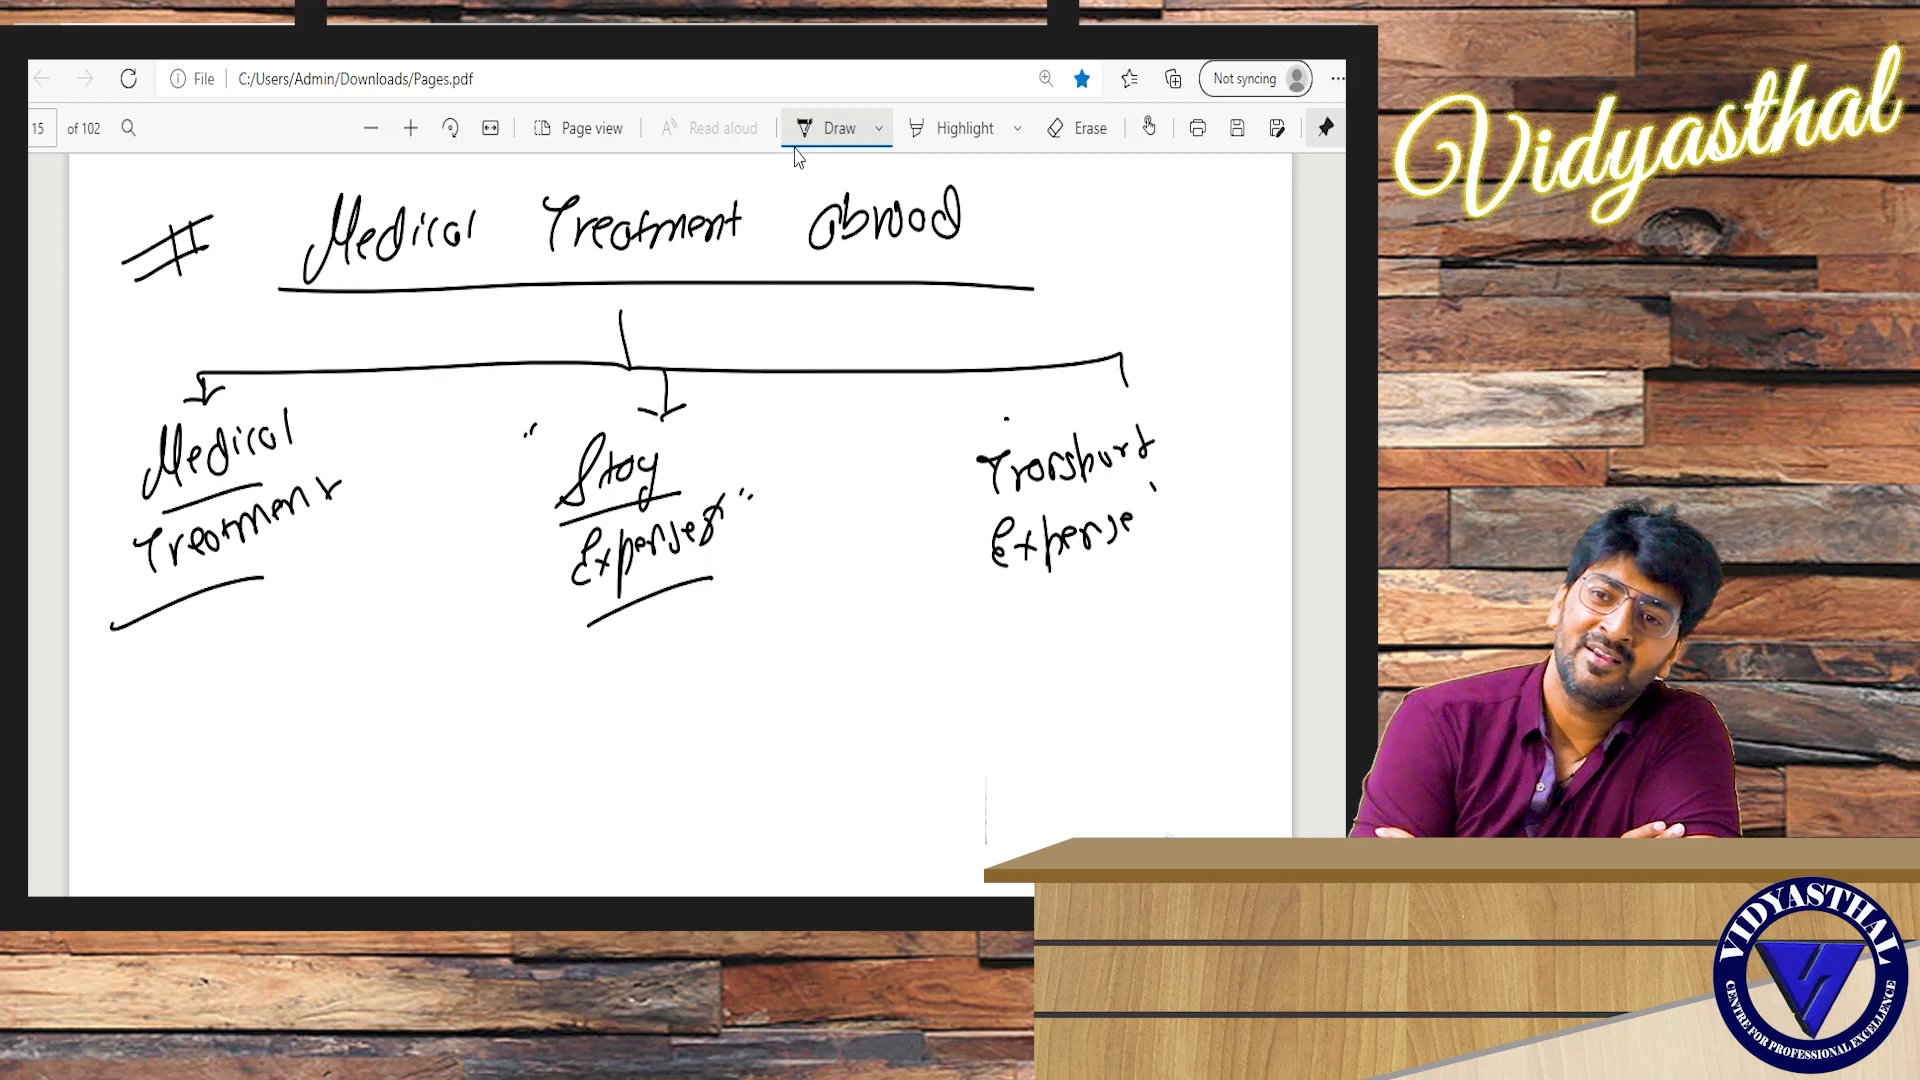 File C:/Users/Admin/Downloads/Pages.pdf Not syncing
15 of 102 Page view Read aloud Draw Highlight Erase
Vidyasthal
# Medical Treatment abroad
Medical
Treatment
" Stay
Expenses "
Transport
Expense
VIDYASTHAL
CENTRE FOR PROFESSIONAL EXCELLENCE